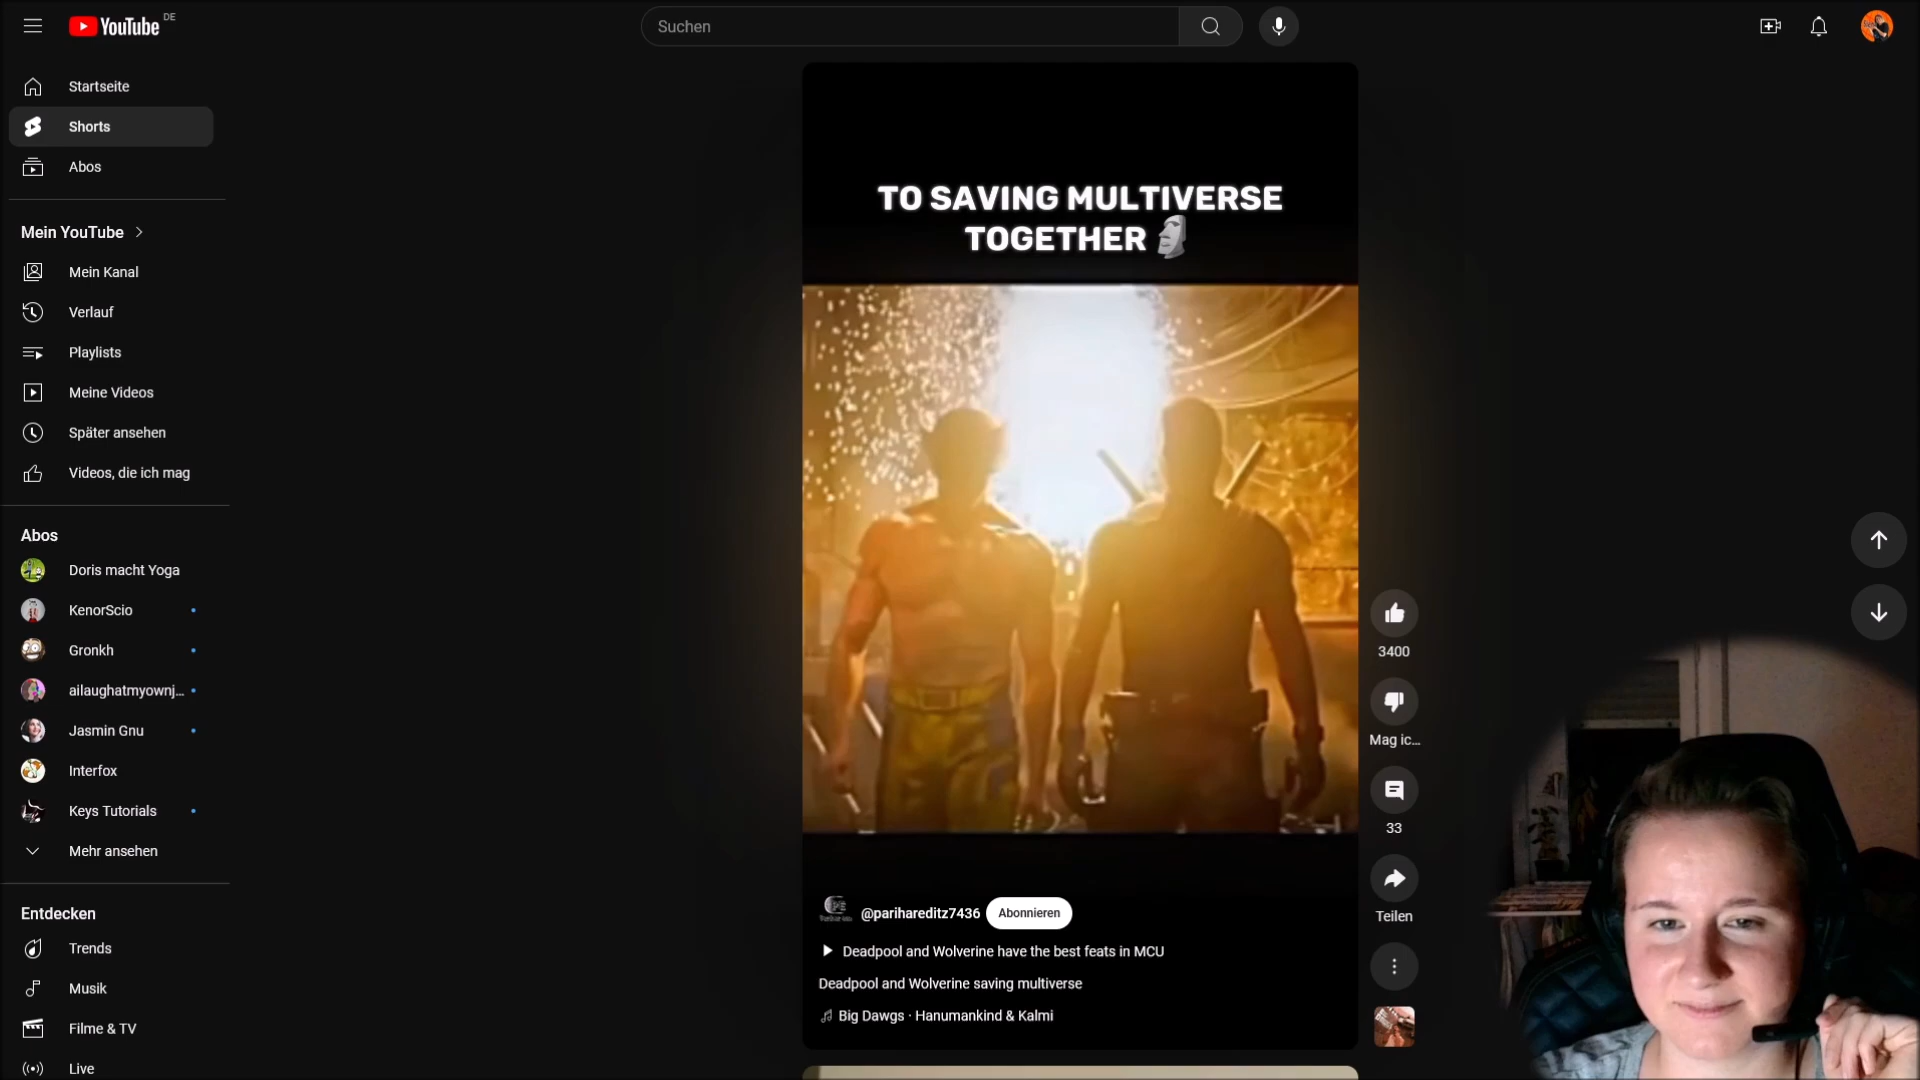 YouTube DE
Suchen
Startseite
Shorts
Abos
Mein YouTube
Mein Kanal
Verlauf
Playlists
Meine Videos
Später ansehen
Videos, die ich mag
Abos
Doris macht Yoga
KenorScio
Gronkh
ailaughatmyownj...
Jasmin Gnu
Interfox
Keys Tutorials
Mehr ansehen
Entdecken
Trends
Musik
Filme & TV
Live
TO SAVING MULTIVERSE
TOGETHER 🗿
3400
Mag ic...
33
Teilen
@parihareditz7436 Abonnieren
Deadpool and Wolverine have the best feats in MCU
Deadpool and Wolverine saving multiverse
Big Dawgs · Hanumankind & Kalmi